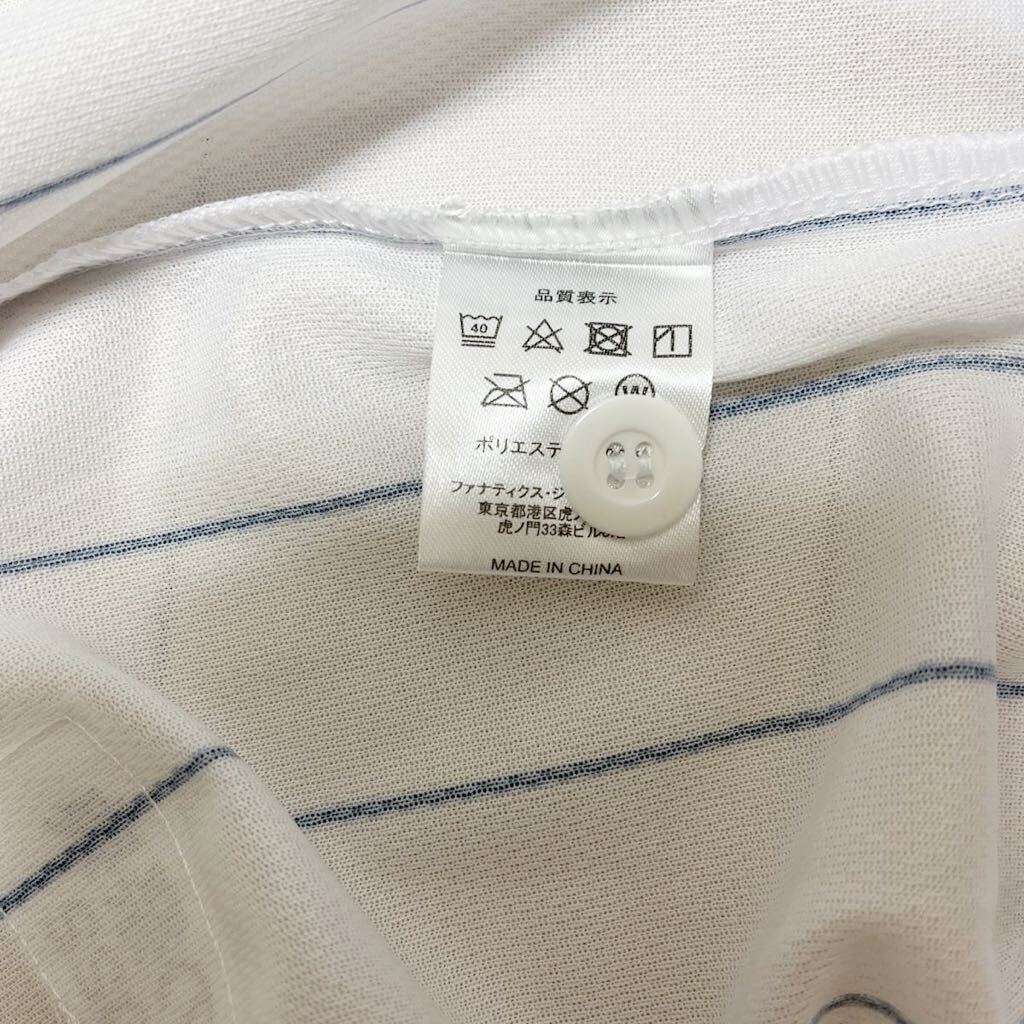 品質表示
40
ポリエステ
ファナティクス・ジ
東京都港区虎
虎ノ門33森ビル
MADE IN CHINA